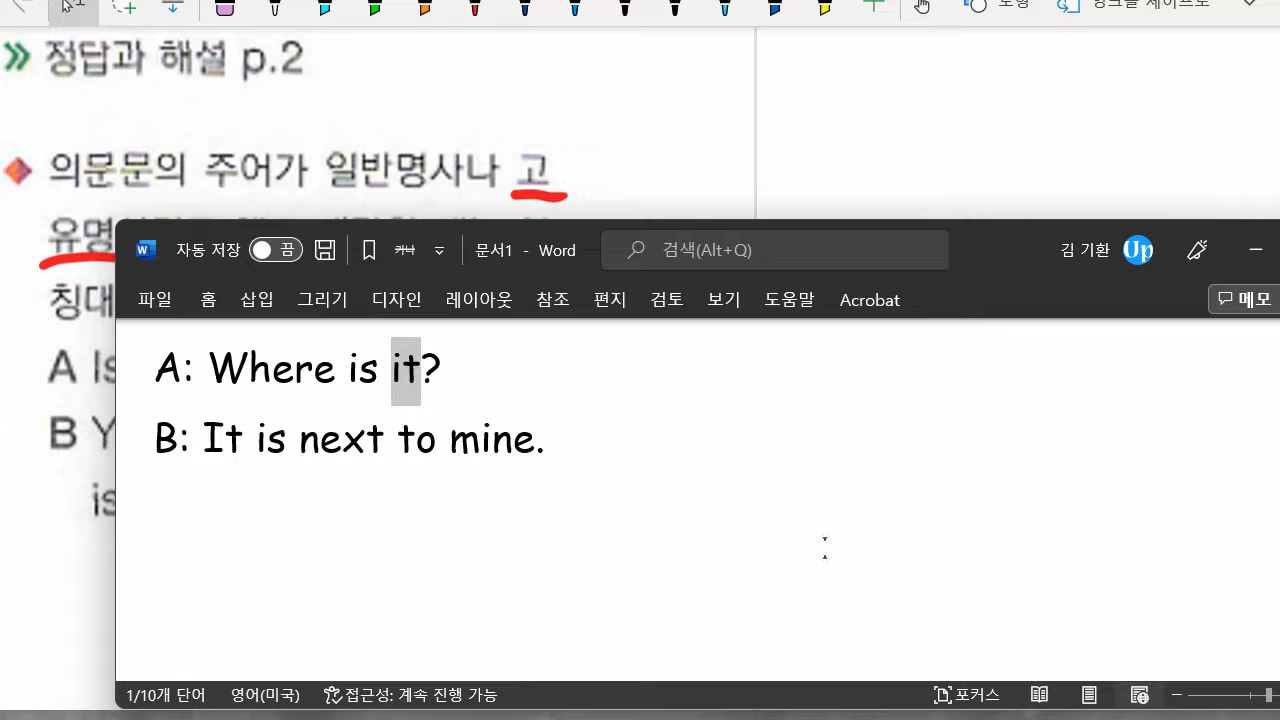 정답과 해설 p.2
의문문의 주어가 일반명사나 고
유명
칭대
A Is
B Y
is
자동 저장 끔 가나 문서1 - Word 검색(Alt+Q) 김 기환 Up
파일 홈 삽입 그리기 디자인 레이아웃 참조 편지 검토 보기 도움말 Acrobat 메모
A: Where is it?
B: It is next to mine.
1/10개 단어 영어(미국) 접근성: 계속 진행 가능 포커스